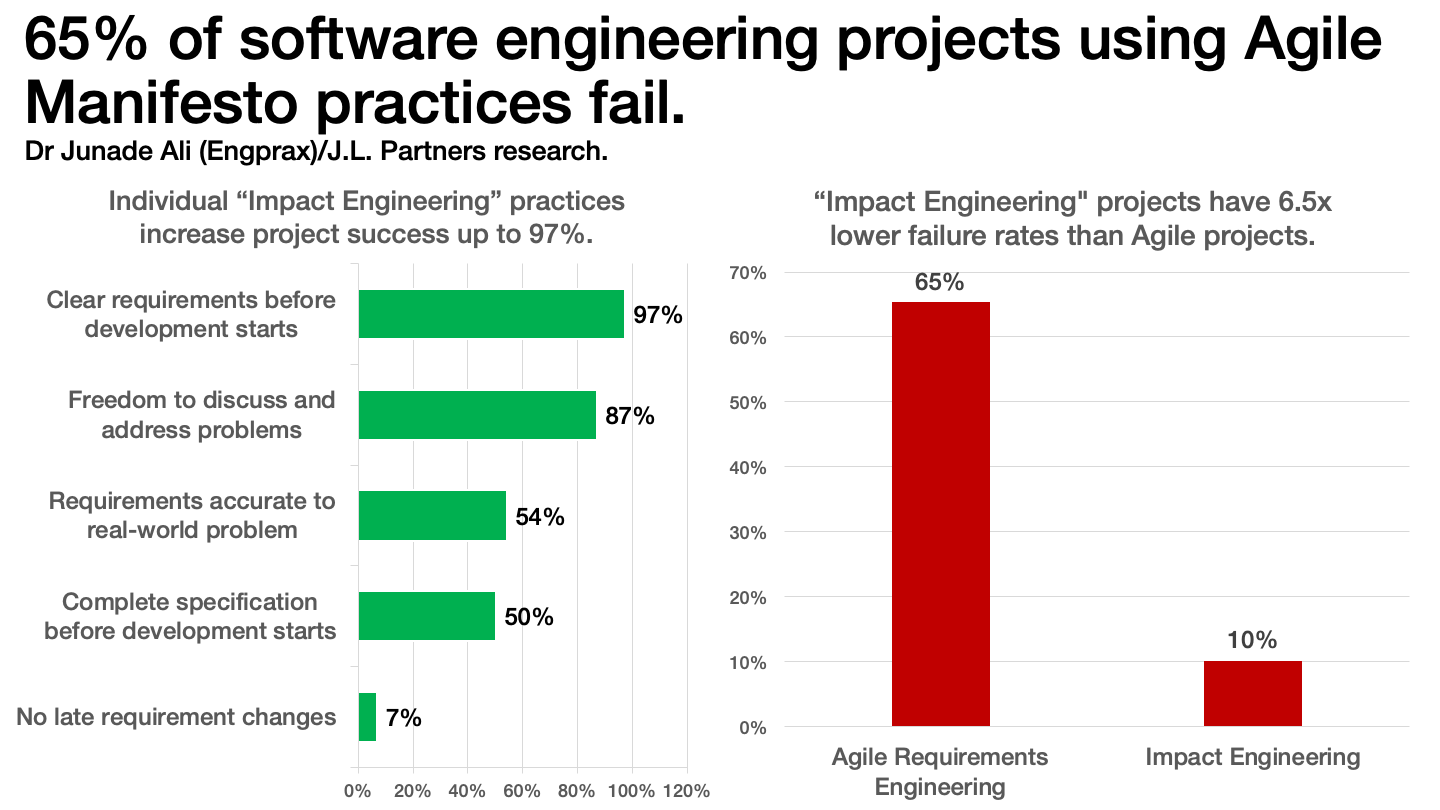 65% of software engineering projects using Agile
Manifesto practices fail.
Dr Junade Ali (Engprax)/J.L. Partners research.
Individual “Impact Engineering” practices
increase project success up to 97%.
Clear requirements before
development starts
97%
Freedom to discuss and
address problems
87%
Requirements accurate to
real-world problem
54%
Complete specification
before development starts
50%
No late requirement changes
7%
0% 20% 40% 60% 80% 100% 120%
“Impact Engineering" projects have 6.5x
lower failure rates than Agile projects.
70%
60%
50%
40%
30%
20%
10%
0%
65%
10%
Agile Requirements
Engineering
Impact Engineering